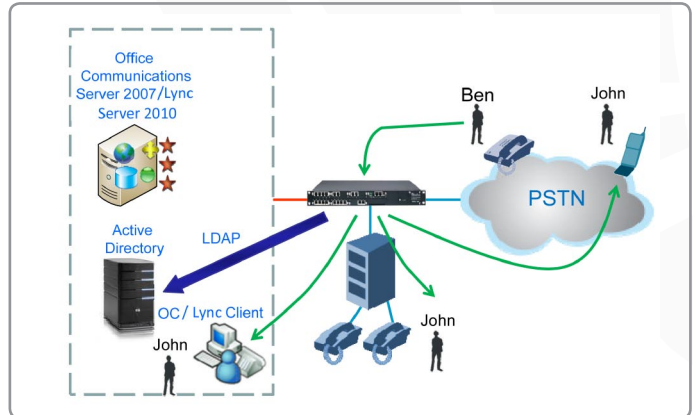 Office
Communications
Server 2007/Lync
Server 2010
Ben
John
PSTN
Active
Directory
LDAP
OC/ Lync Client
John
John